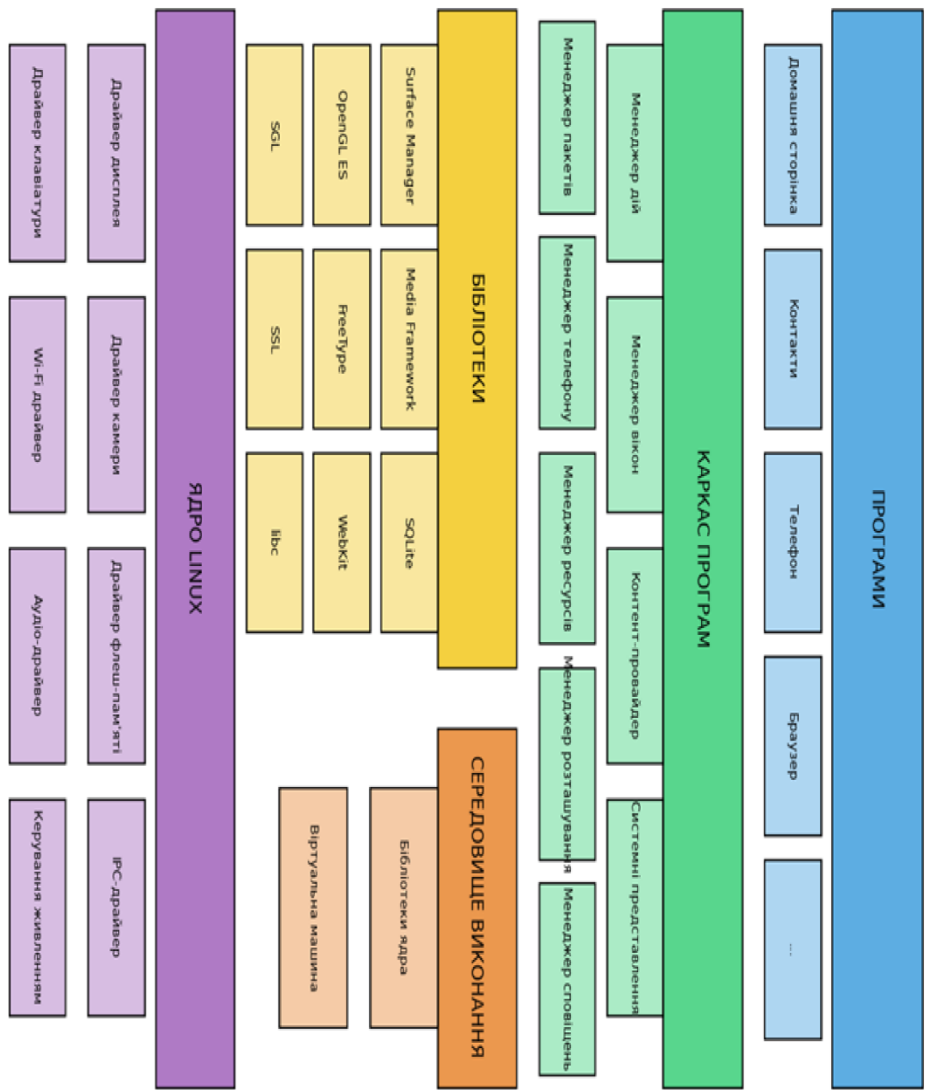 ПРОГРАМИ
Домашня сторінка
Контакти
Телефон
Браузер
...
КАРКАС ПРОГРАМ
Менеджер дій
Менеджер вікон
Контент-провайдер
Системні представлення
Менеджер пакетів
Менеджер телефону
Менеджер ресурсів
Менеджер розташування
Менеджер сповіщень
БІБЛІОТЕКИ
Surface Manager
Media Framework
SQLite
OpenGL ES
FreeType
WebKit
SGL
SSL
libc
СЕРЕДОВИЩЕ ВИКОНАННЯ
Бібліотеки ядра
Віртуальна машина
ЯДРО LINUX
Драйвер дисплея
Драйвер камери
Драйвер флеш-пам'яті
IPC-драйвер
Драйвер клавіатури
Wi-Fi драйвер
Аудіо-драйвер
Керування живленням